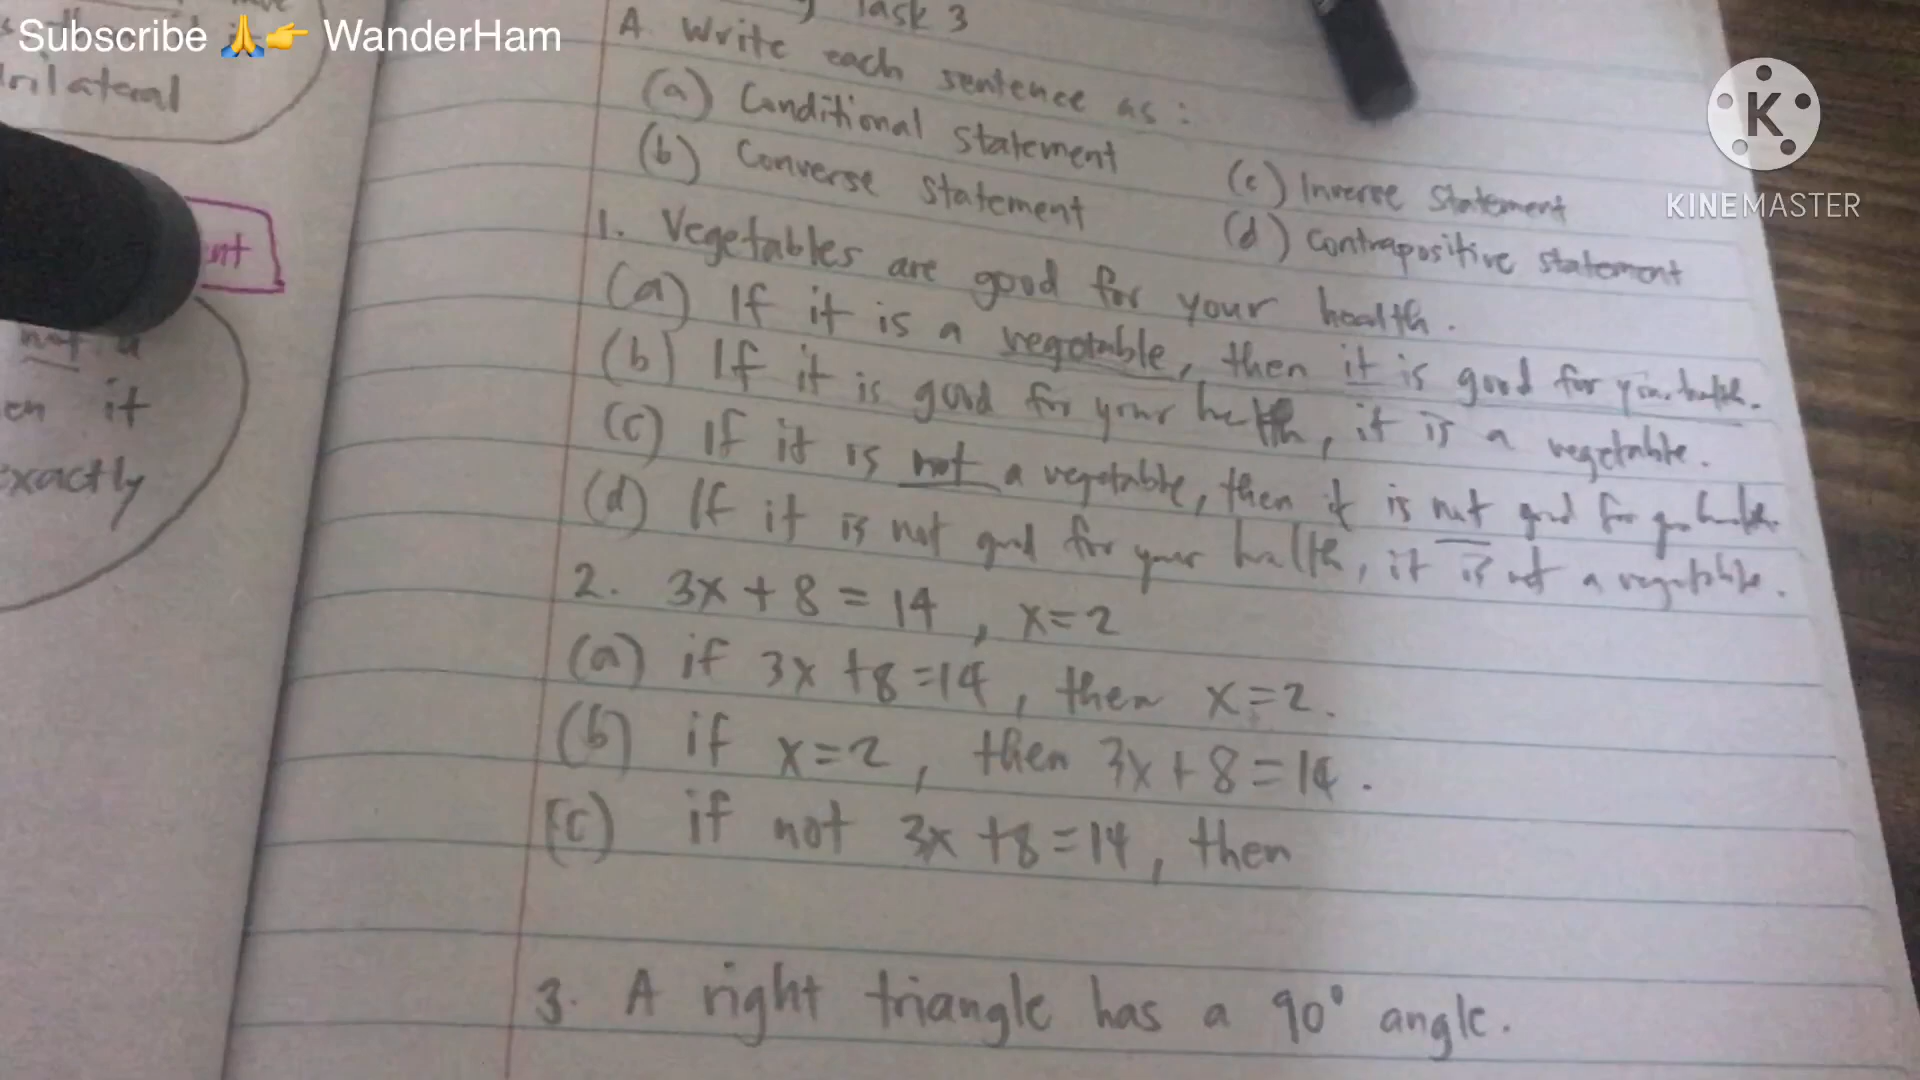 Subscribe 🙏👉 WanderHam
rilateral
nt
not a
en it
exactly
Task 3
A. Write each sentence as:
(a) Conditional statement
(b) Converse statement
(c) Inverse statement
(d) contrapositive statement
1. Vegetables are good for your health.
(a) If it is a vegetable, then it is good for your health.
(b) If it is good for your health, it is a vegetable.
(c) If it is not a vegetable, then it is not good for health.
(d) If it is not good for your health, it is not a vegetable.
2. 3x + 8 = 14, x = 2
(a) if 3x + 8 = 14, then x = 2.
(b) if x = 2, then 3x + 8 = 14.
(c) if not 3x + 8 = 14, then
3. A right triangle has a 90° angle.
K
KINEMASTER